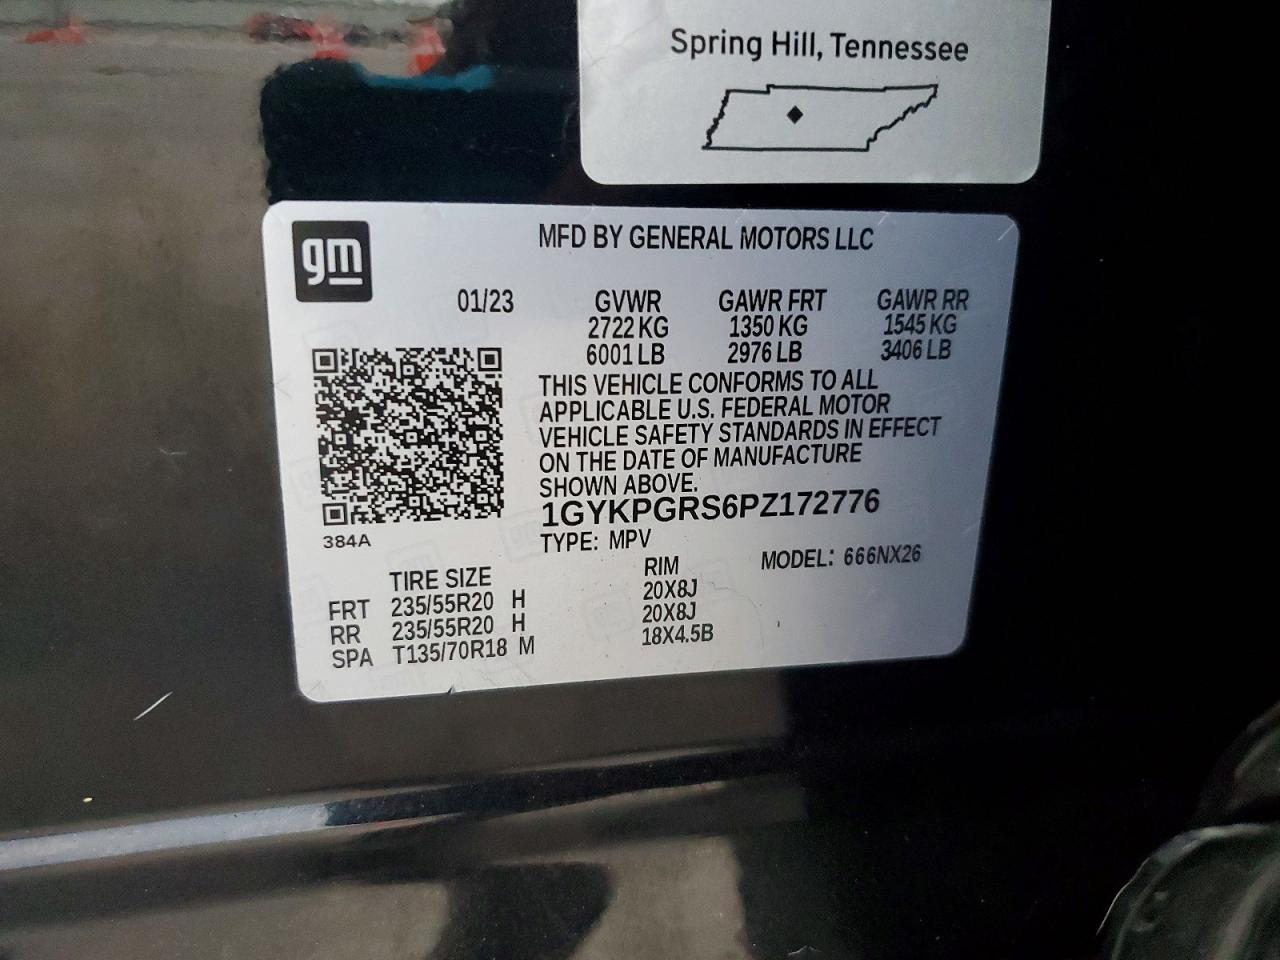 Spring Hill, Tennessee
gm
MFD BY GENERAL MOTORS LLC
01/23 GVWR GAWR FRT GAWR RR
2722 KG 1350 KG 1545 KG
6001 LB 2976 LB 3406 LB
THIS VEHICLE CONFORMS TO ALL
APPLICABLE U.S. FEDERAL MOTOR
VEHICLE SAFETY STANDARDS IN EFFECT
ON THE DATE OF MANUFACTURE
SHOWN ABOVE.
1GYKPGRS6PZ172776
384A
TYPE: MPV MODEL: 666NX26
TIRE SIZE RIM
FRT 235/55R20 H 20X8J
RR 235/55R20 H 20X8J
SPA T135/70R18 M 18X4.5B